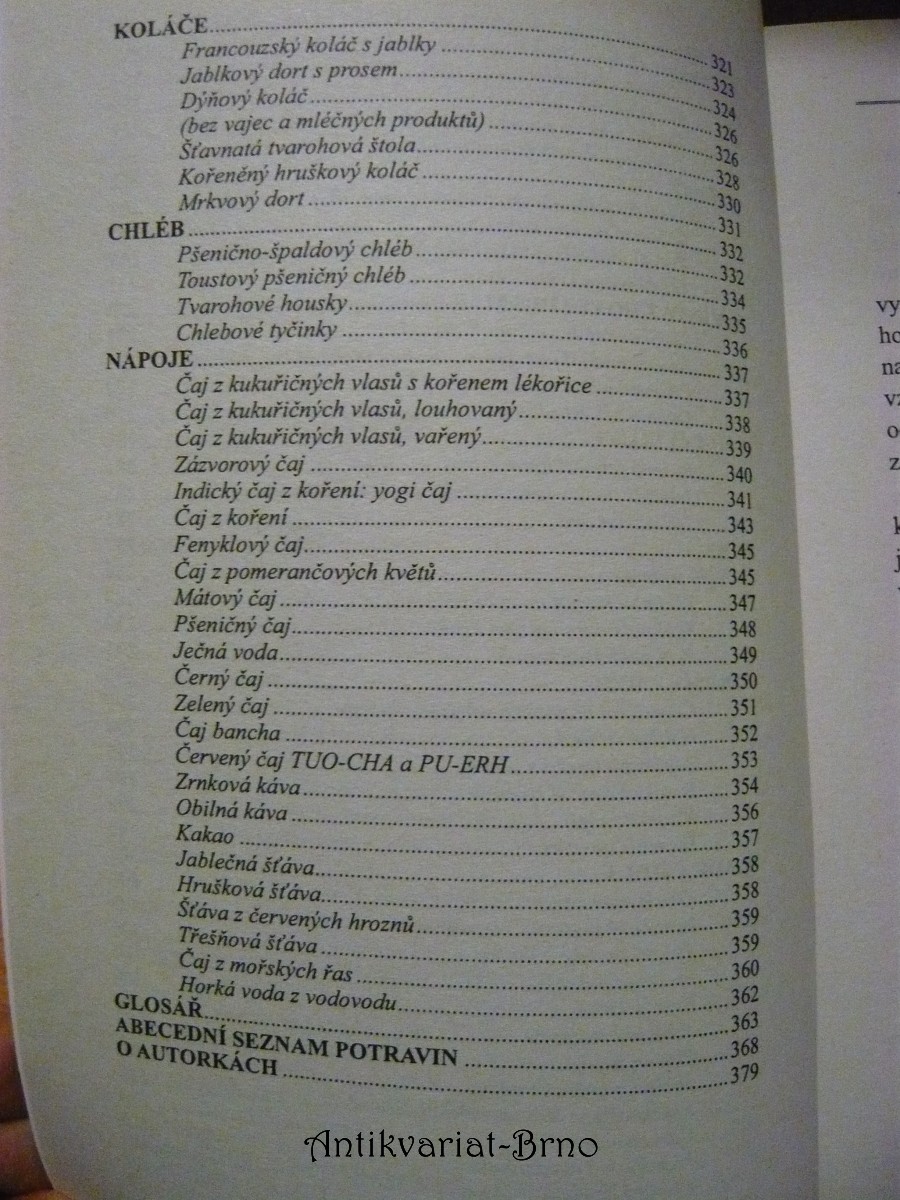 KOLÁČE 321
Francouzský koláč s jablky 323
Jablkový dort s prosem 324
Dýňový koláč 326
(bez vajec a mléčných produktů) 326
Šťavnatá tvarohová štola 328
Kořeněný hruškový koláč 330
Mrkvový dort 331
CHLÉB 332
Pšenično-špaldový chléb 332
Toustový pšeničný chléb 334
Tvarohové housky 335
Chlebové tyčinky 336
NÁPOJE 337
Čaj z kukuřičných vlasů s kořenem lékořice 337
Čaj z kukuřičných vlasů, louhovaný 338
Čaj z kukuřičných vlasů, vařený 339
Zázvorový čaj 340
Indický čaj z koření: yogi čaj 341
Čaj z koření 343
Fenyklový čaj 345
Čaj z pomerančových květů 345
Mátový čaj 347
Pšeničný čaj 348
Ječná voda 349
Černý čaj 350
Zelený čaj 351
Čaj bancha 352
Červený čaj TUO-CHA a PU-ERH 353
Zrnková káva 354
Obilná káva 356
Kakao 357
Jablečná šťáva 358
Hrušková šťáva 358
Šťáva z červených hroznů 359
Třešňová šťáva 359
Čaj z mořských řas 360
Horká voda z vodovodu 362
GLOSÁŘ 363
ABECEDNÍ SEZNAM POTRAVIN 368
O AUTORKÁCH 379
Antikvariat-Brno